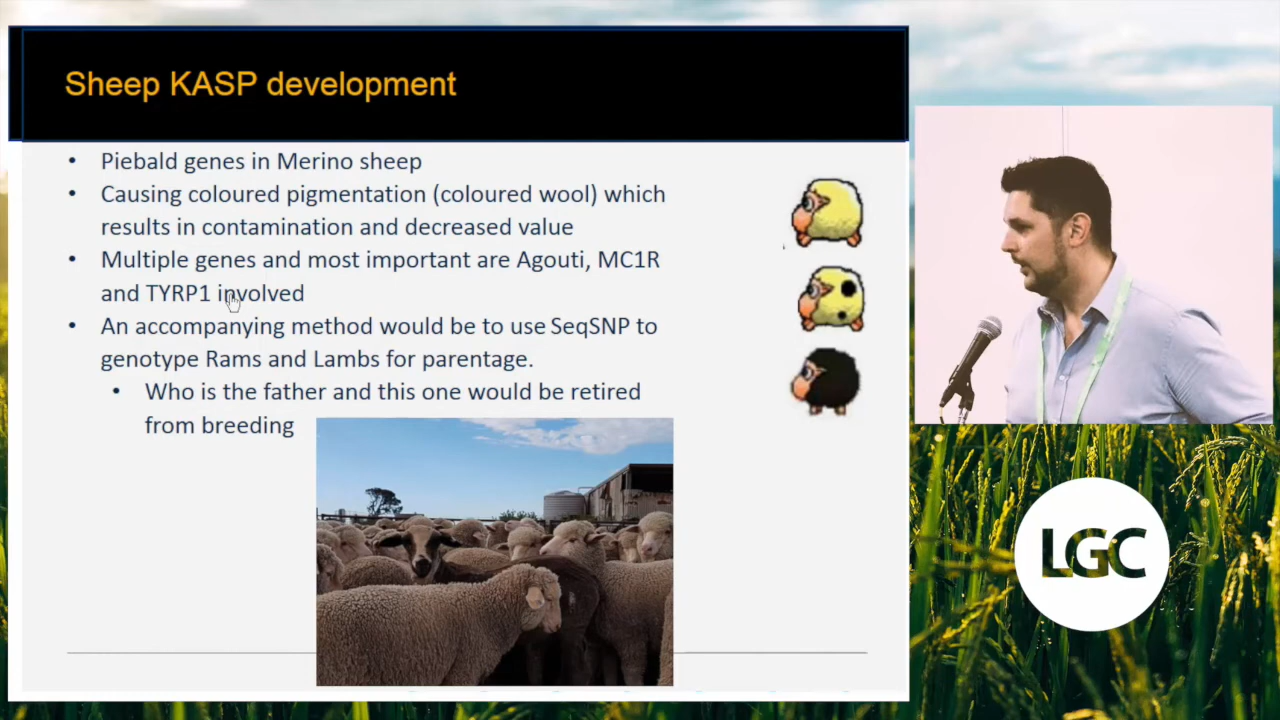 Sheep KASP development
• Piebald genes in Merino sheep
• Causing coloured pigmentation (coloured wool) which
results in contamination and decreased value
• Multiple genes and most important are Agouti, MC1R
and TYRP1 involved
• An accompanying method would be to use SeqSNP to
genotype Rams and Lambs for parentage.
• Who is the father and this one would be retired
from breeding
LGC